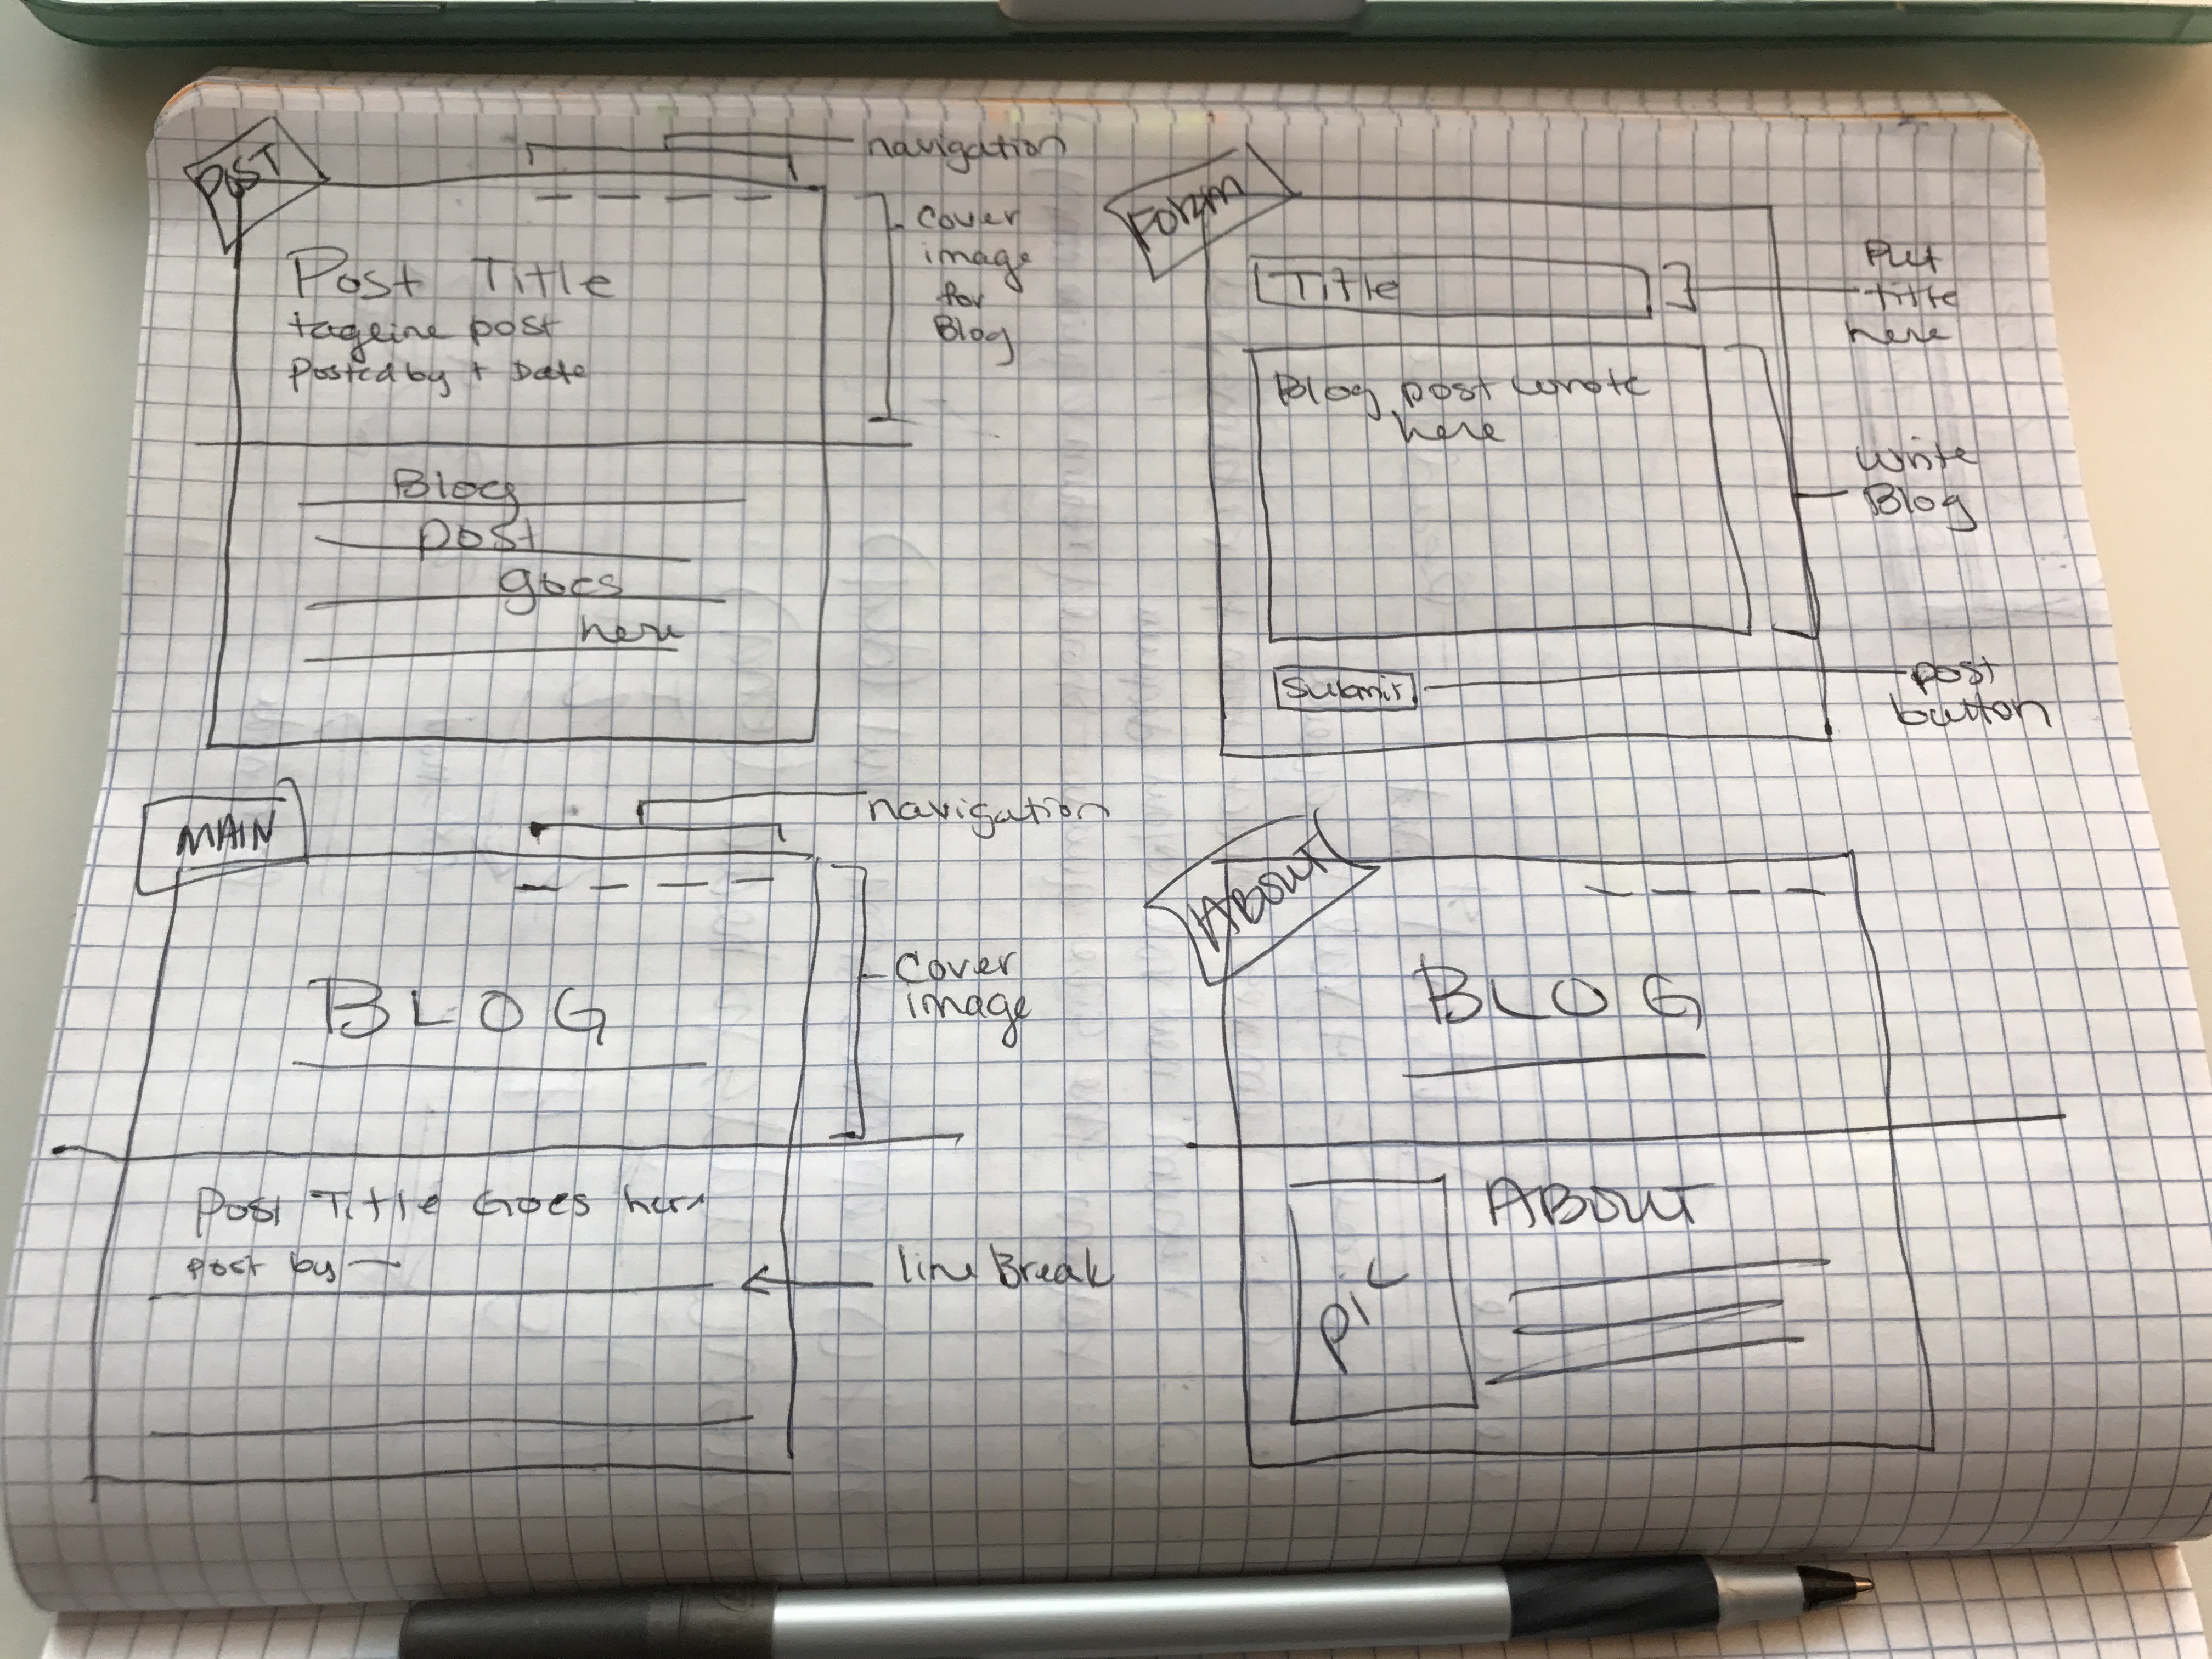 POST
navigation
Post Title
tagline post
Posted by + Date
cover
image
for
Blog
Blog
post
goes
here
FORM
Title
Put
title
here
Blog post wrote
here
write
Blog
Submit
post
button
MAIN
navigation
BLOG
Cover
image
Post Title Goes here
post by
line Break
ABOUT
BLOG
ABOUT
pic